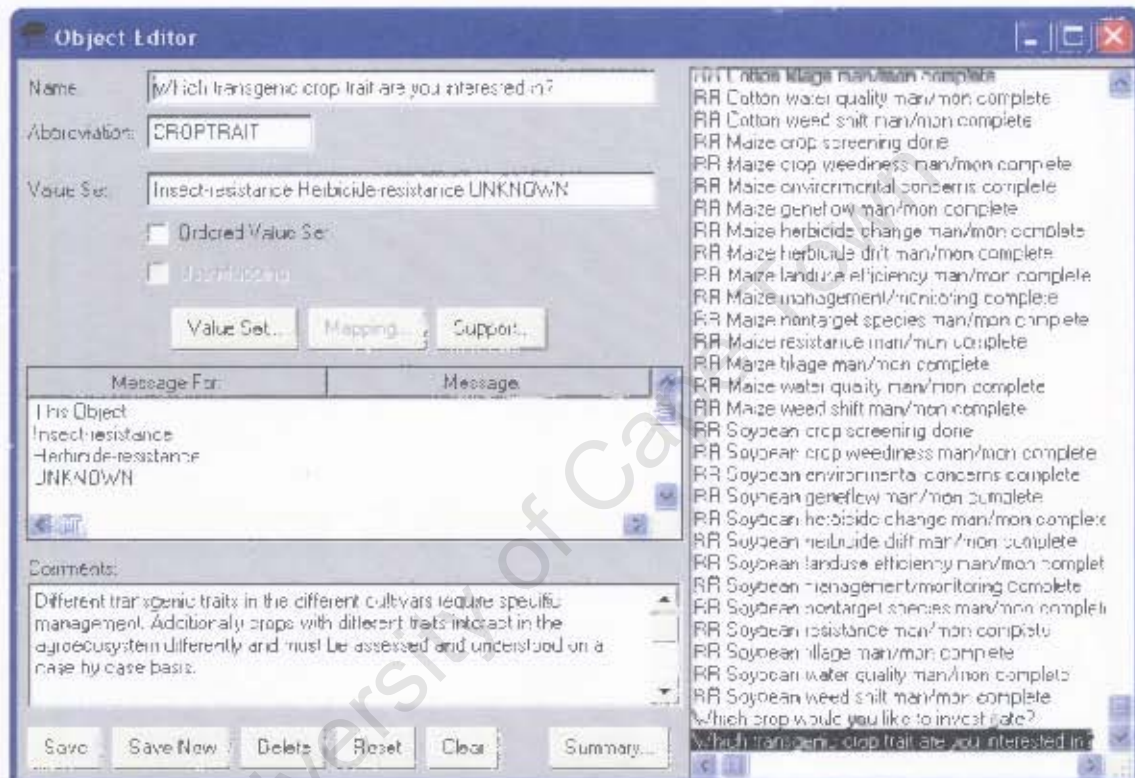 Object Editor
Name
Which transgenic crop trait are you interested in?
Abbreviation:
CROPTRAIT
Value Set:
Insect-resistance Herbicide-resistance UNKNOWN
Ordered Value Set
Value Set...
Mapping...
Support...
Message For:
Message
This Object
Insect-resistance
Herbicide-resistance
UNKNOWN
Comments:
Different transgenic traits in the different cultivars require specific
management. Additionaly crops with different traits interact in the
agroecosystem differently and must be assessed and understood on a
case by case basis.
Save
Save New
Delete
Reset
Clear
Summary...
RR Cotton tillage man/mon complete
RR Cotton water quality man/mon complete
RR Cotton weed shift man/mon complete
RR Maize crop screening done
RR Maize crop weediness man/mon complete
RR Maize environmental concerns complete
RR Maize geneflow man/mon complete
RR Maize herbicide change man/mon complete
RR Maize herbicide drift man/mon complete
RR Maize landuse efficiency man/mon complete
RR Maize management/monitoring complete
RR Maize nontarget species man/mon complete
RR Maize resistance man/mon complete
RR Maize tillage man/mon complete
RR Maize water quality man/mon complete
RR Maize weed shift man/mon complete
RR Soybean crop screening done
RR Soybean crop weediness man/mon complete
RR Soybean environmental concerns complete
RR Soybean geneflow man/mon complete
RR Soybean herbicide change man/mon complete
RR Soybean herbicide drift man/mon complete
RR Soybean landuse efficiency man/mon complet
RR Soybean management/monitoring complete
RR Soybean nontarget species man/mon complet
RR Soybean resistance man/mon complete
RR Soybean tillage man/mon complete
RR Soybean water quality man/mon complete
RR Soybean weed shift man/mon complete
Which crop would you like to investigate?
Which transgenic crop trait are you interested in?
University of Cape Town